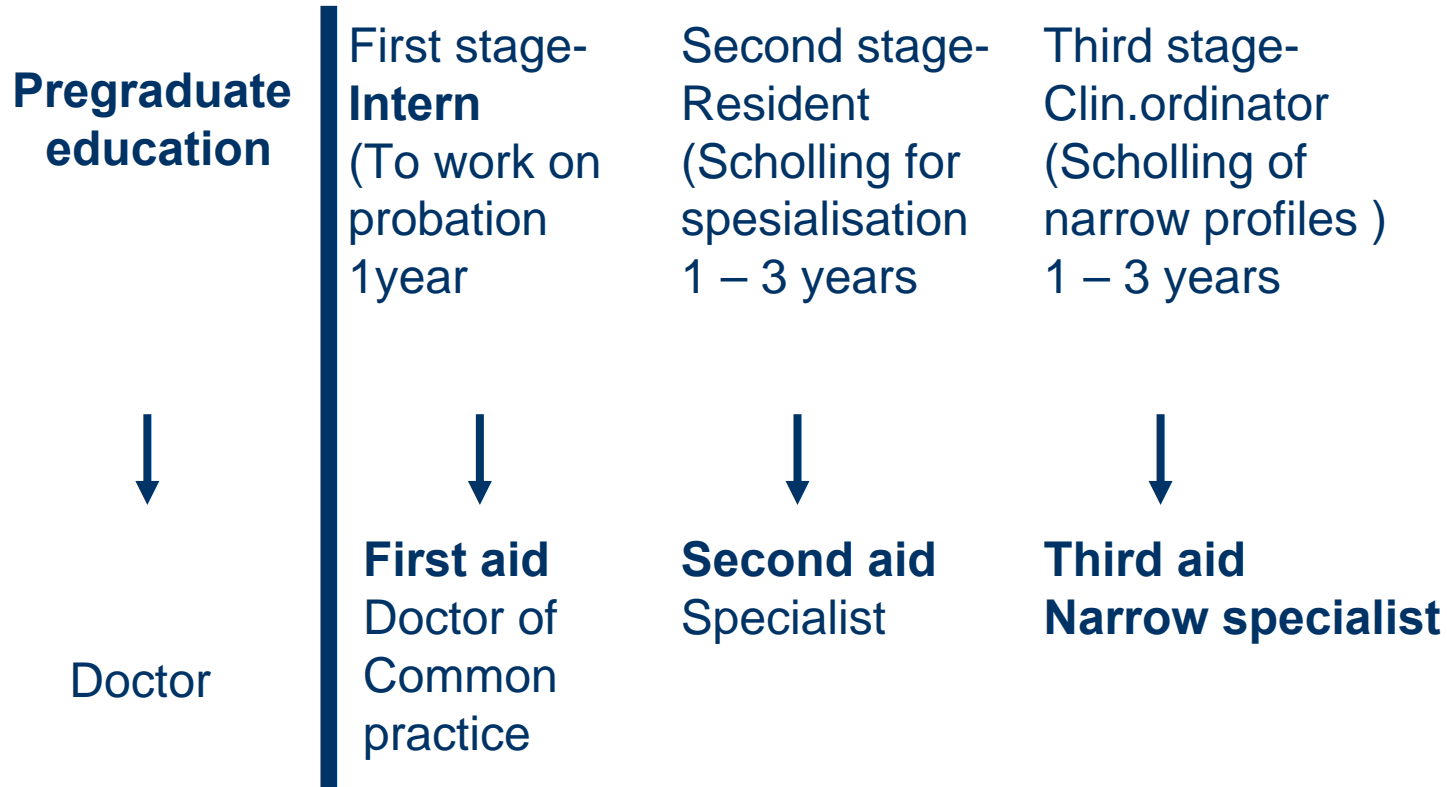 Pregraduate
education
First stage-
Intern
(To work on
probation
1year
Second stage-
Resident
(Scholling for
spesialisation
1 – 3 years
Third stage-
Clin.ordinator
(Scholling of
narrow profiles )
1 – 3 years
Doctor
First aid
Doctor of
Common
practice
Second aid
Specialist
Third aid
Narrow specialist